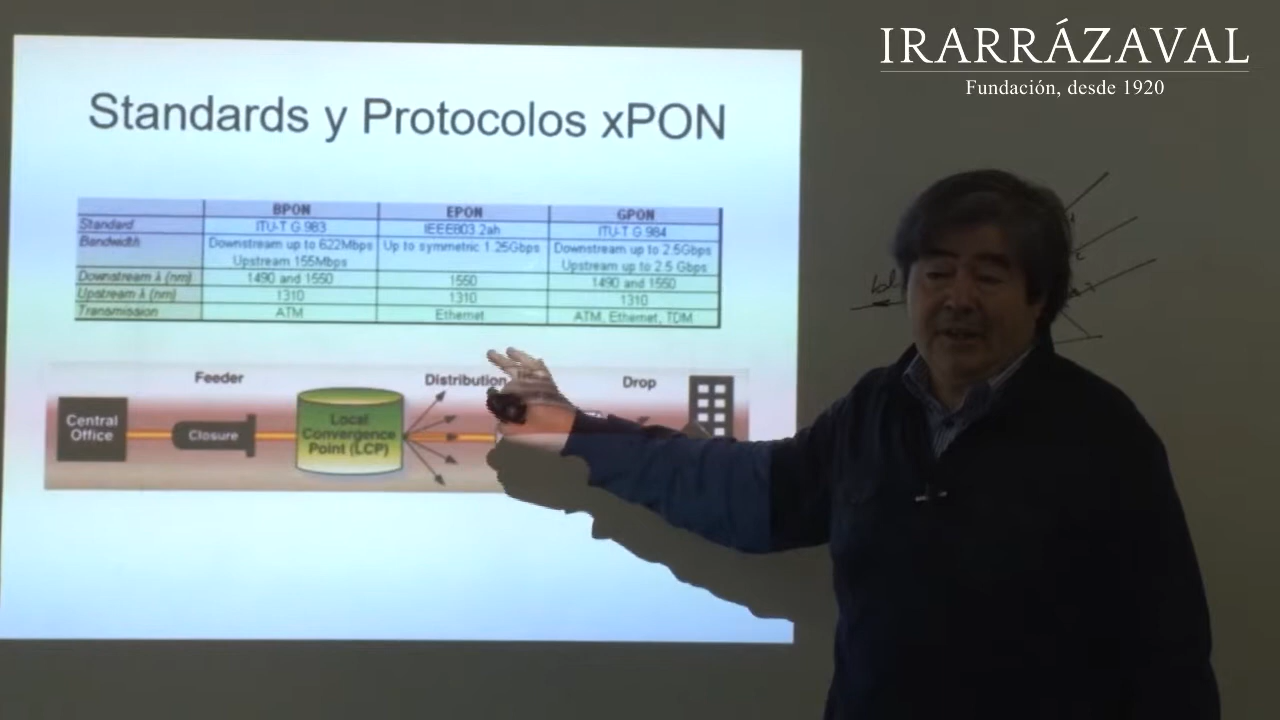 IRARRÁZAVAL
Fundación, desde 1920
Standards y Protocolos xPON
BPON EPON GPON
Standard ITU-T G.983 IEEE803.2ah ITU-T G.984
Bandwidth Downstream up to 622Mbps Up to symmetric 1.25Gbps Downstream up to 2.5Gbps
Upstream 155Mbps Upstream up to 2.5 Gbps
Downstream λ (nm) 1490 and 1550 1550 1490 and 1550
Upstream λ (nm) 1310 1310 1310
Transmission ATM Ethernet ATM, Ethernet, TDM
Feeder Distribution Drop
Central
Office
Closure
Local
Convergence
Point (LCP)